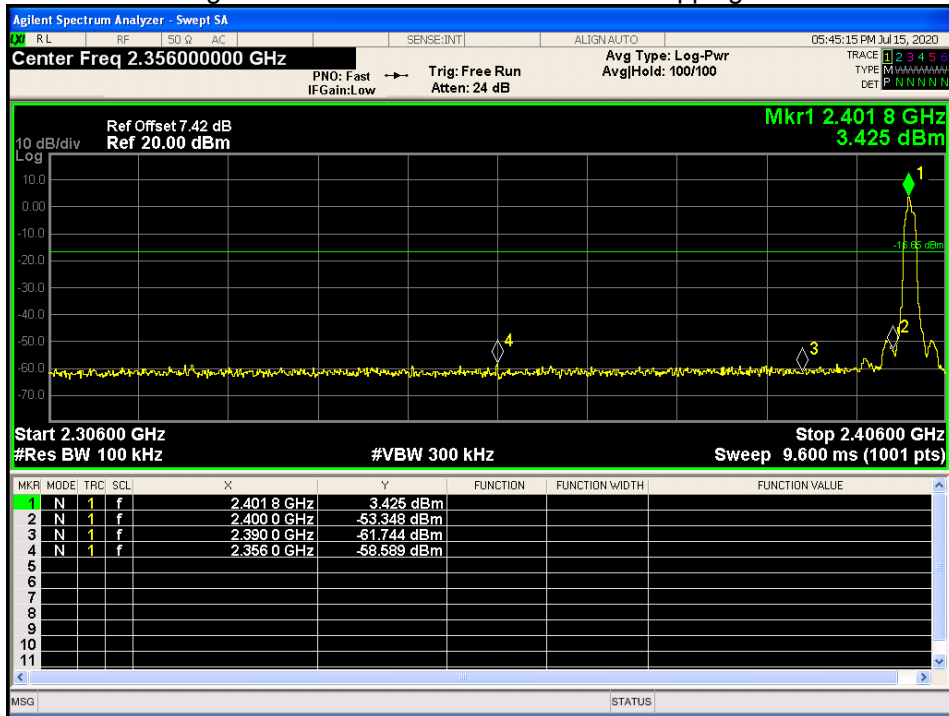 Agilent Spectrum Analyzer - Swept SA
LXI RL RF 50 Ω AC SENSE:INT ALIGN AUTO 05:45:15 PM Jul 15, 2020
Center Freq 2.356000000 GHz
PNO: Fast
IFGain:Low
Trig: Free Run
Atten: 24 dB
Avg Type: Log-Pwr
Avg|Hold: 100/100
TRACE 1 2 3 4 5 6
TYPE M
DET P N N N N N
Mkr1 2.401 8 GHz
3.425 dBm
Ref Offset 7.42 dB
10 dB/div Ref 20.00 dBm
Log
10.0
0.00
-10.0
-20.0
-30.0
-40.0
-50.0
-60.0
-70.0
1
-16.65 dBm
2
3
4
Start 2.30600 GHz Stop 2.40600 GHz
#Res BW 100 kHz #VBW 300 kHz Sweep 9.600 ms (1001 pts)
MKR MODE TRC SCL X Y FUNCTION FUNCTION WIDTH FUNCTION VALUE
1 N 1 f 2.401 8 GHz 3.425 dBm
2 N 1 f 2.400 0 GHz -53.348 dBm
3 N 1 f 2.390 0 GHz -61.744 dBm
4 N 1 f 2.356 0 GHz -58.589 dBm
5
6
7
8
9
10
11
MSG STATUS